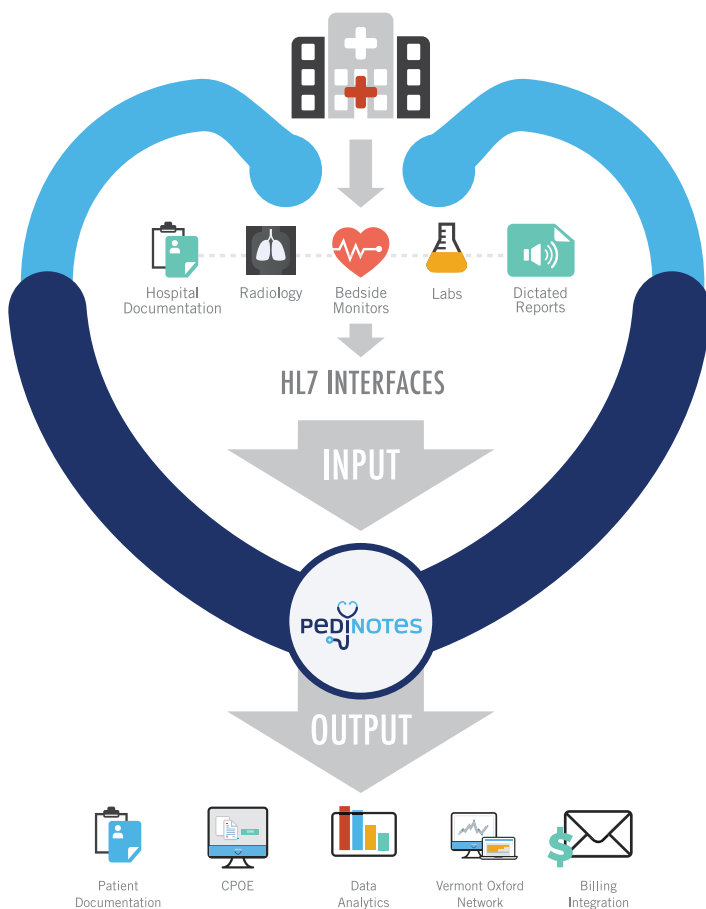 Hospital
Documentation
Radiology
Bedside
Monitors
Labs
Dictated
Reports
HL7 INTERFACES
INPUT
PEDINOTES
OUTPUT
Patient
Documentation
CPOE
Data
Analytics
Vermont Oxford
Network
$
Billing
Integration